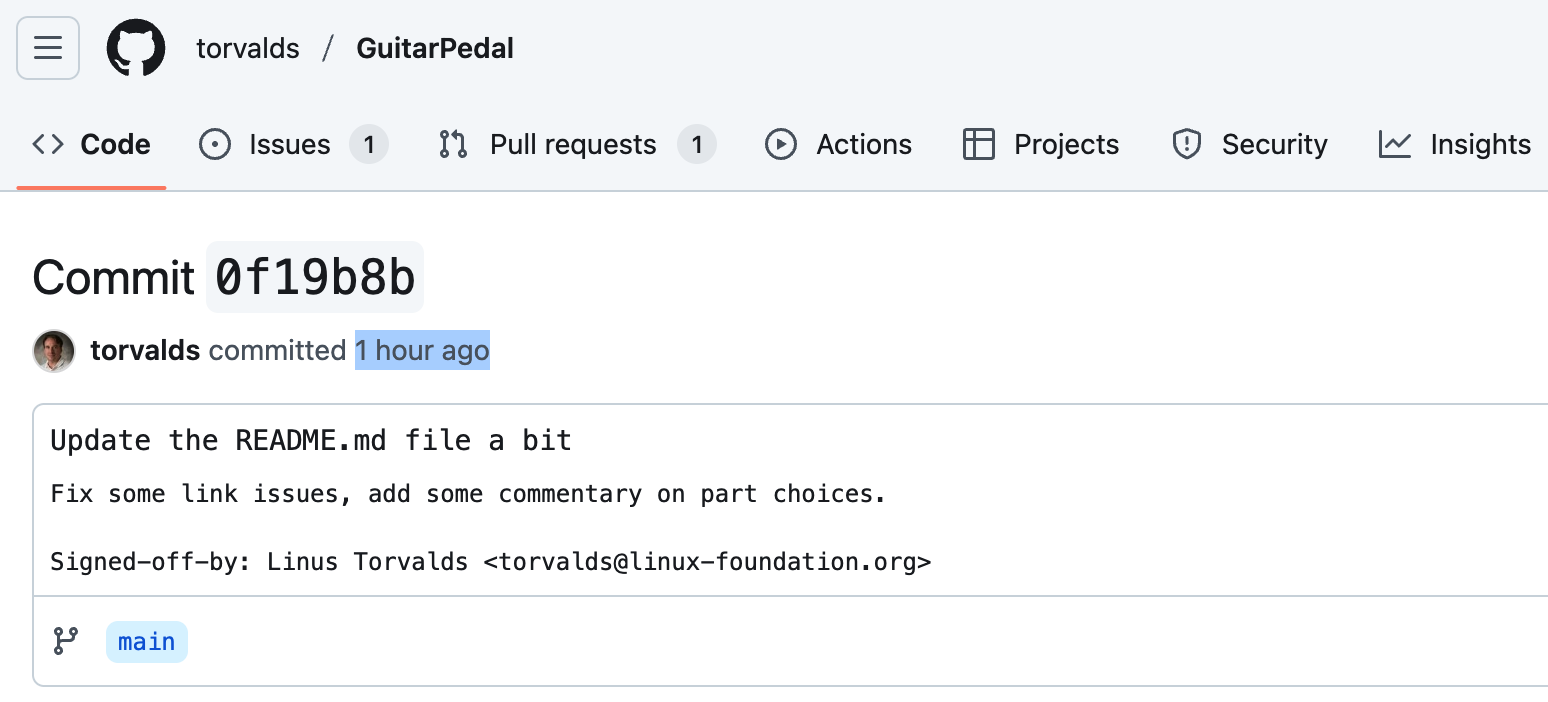 torvalds / GuitarPedal
Code Issues 1 Pull requests 1 Actions Projects Security Insights
Commit 0f19b8b
torvalds committed 1 hour ago
Update the README.md file a bit
Fix some link issues, add some commentary on part choices.
Signed-off-by: Linus Torvalds <torvalds@linux-foundation.org>
main